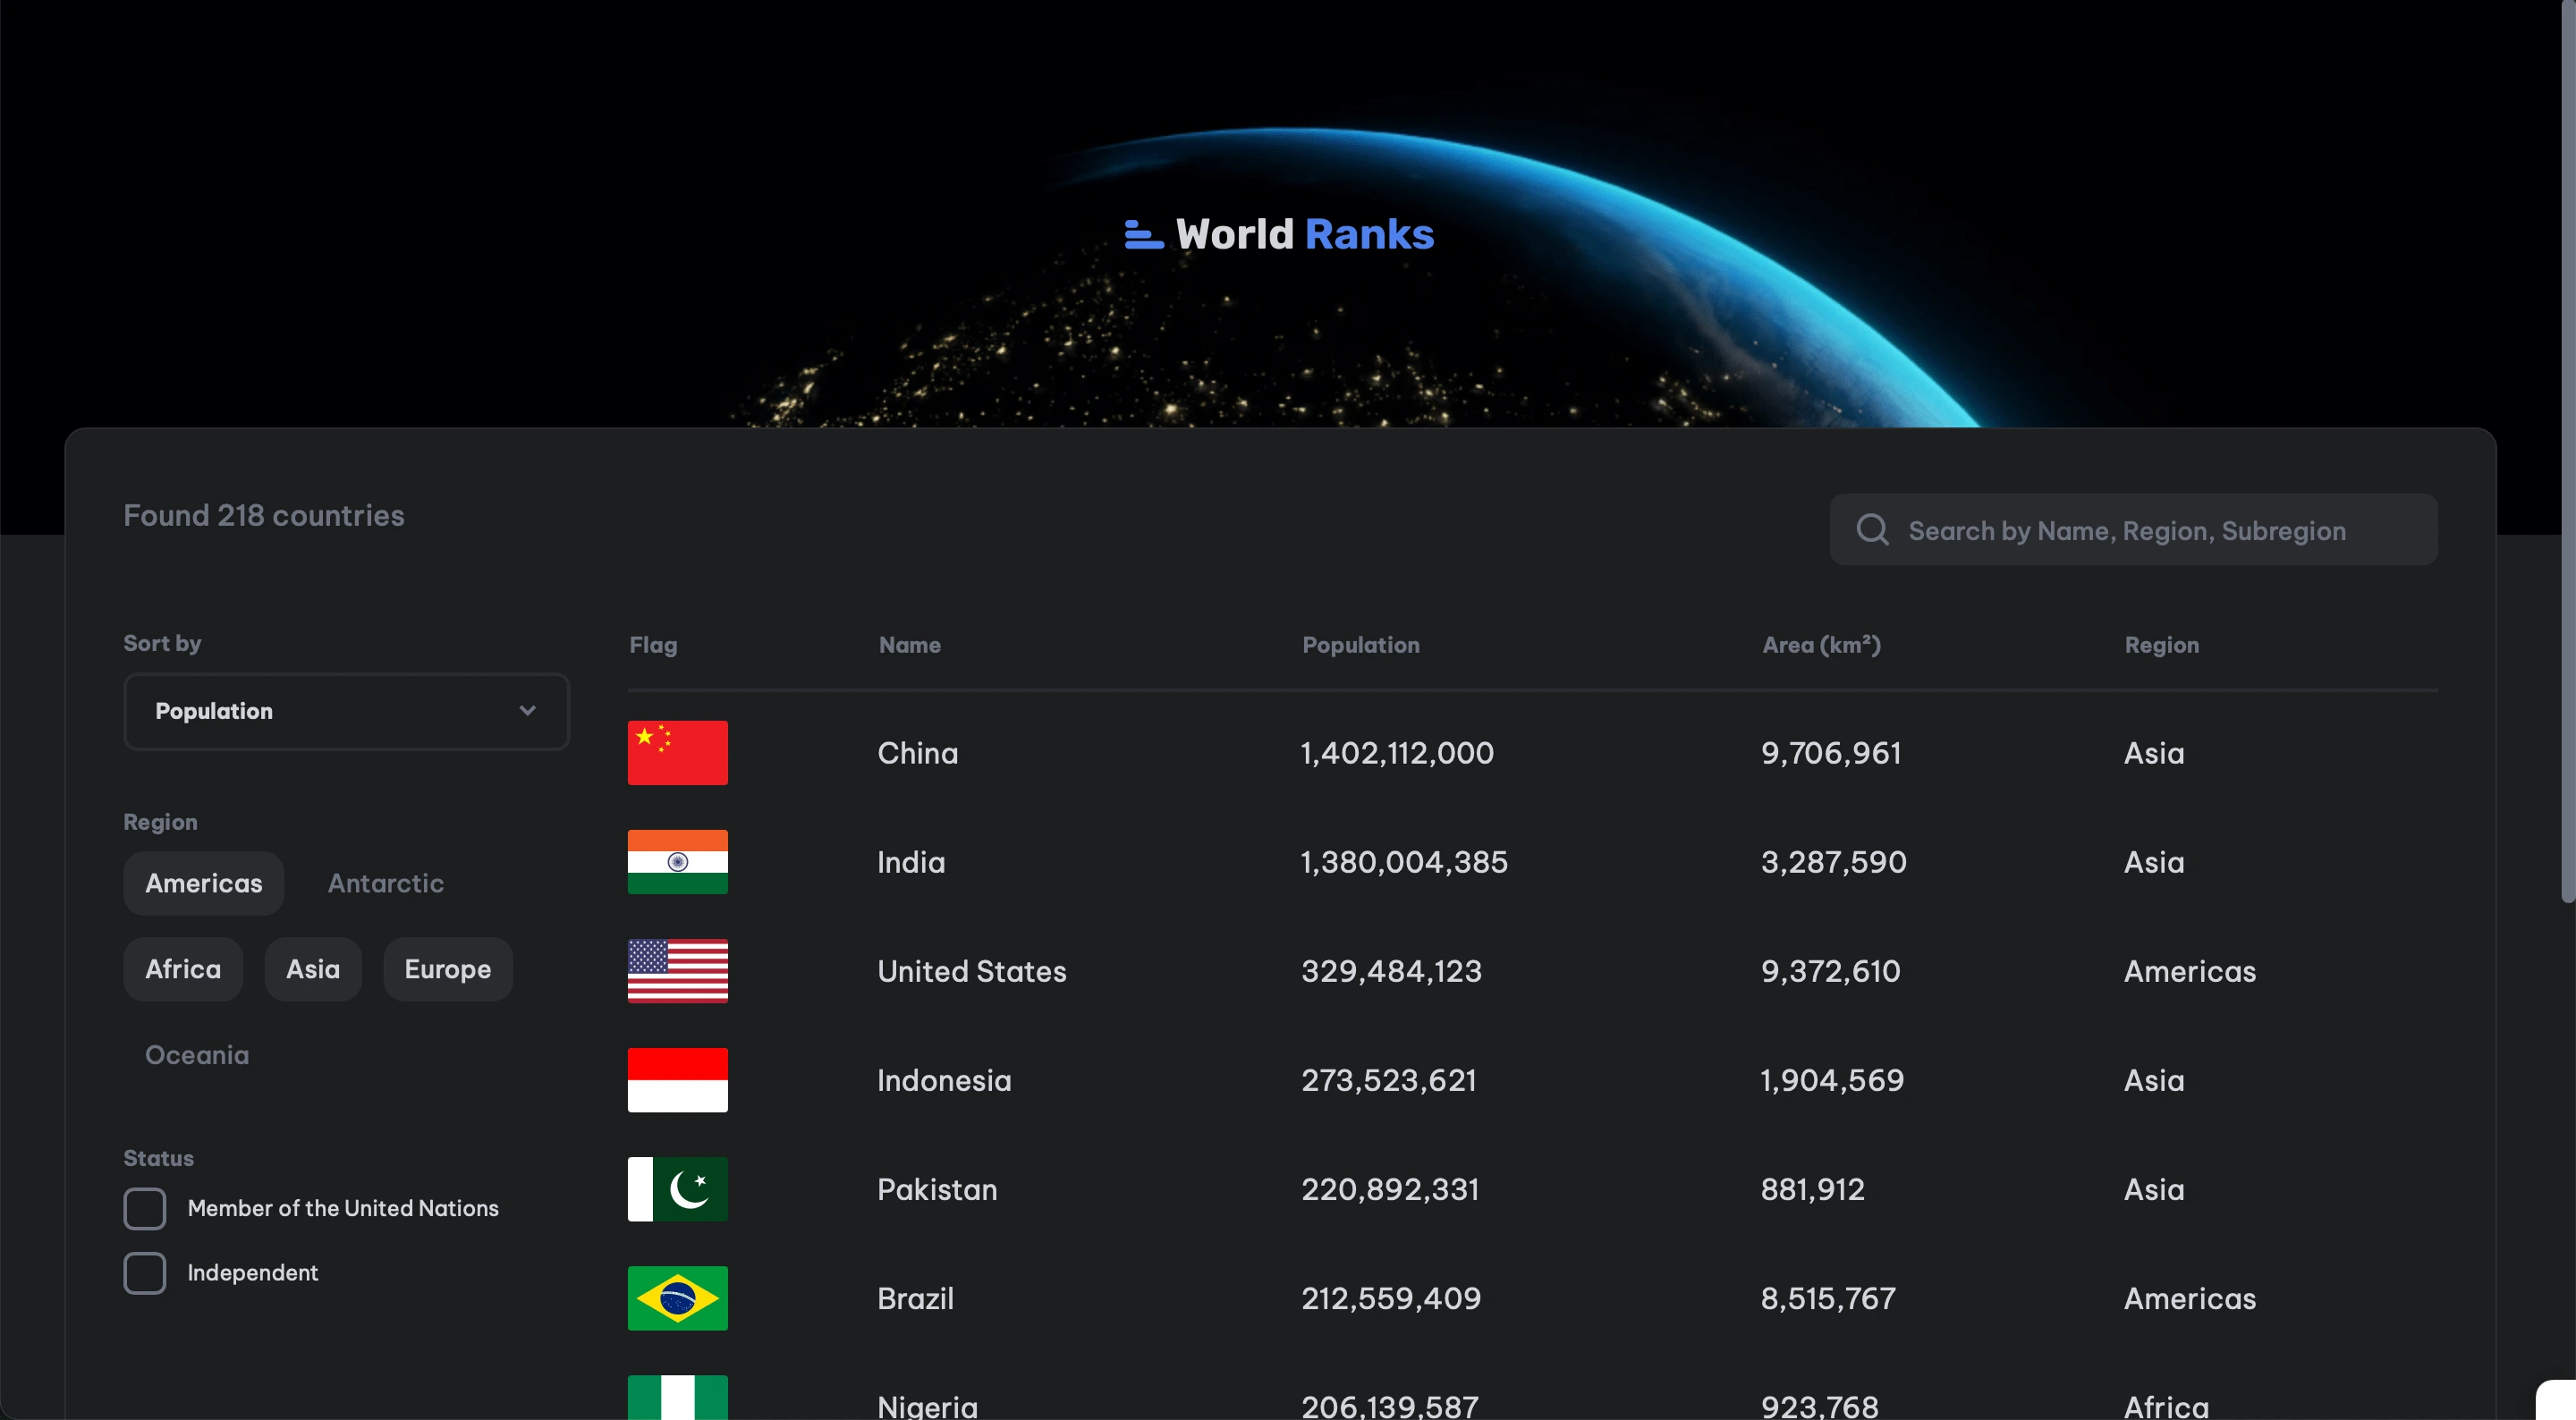 World Ranks
Found 218 countries
Search by Name, Region, Subregion
Sort by
Population
Region
Americas Antarctic
Africa Asia Europe
Oceania
Status
Member of the United Nations
Independent
Flag Name Population Area (km²) Region
China 1,402,112,000 9,706,961 Asia
India 1,380,004,385 3,287,590 Asia
United States 329,484,123 9,372,610 Americas
Indonesia 273,523,621 1,904,569 Asia
Pakistan 220,892,331 881,912 Asia
Brazil 212,559,409 8,515,767 Americas
Nigeria 206,139,587 923,768 Africa